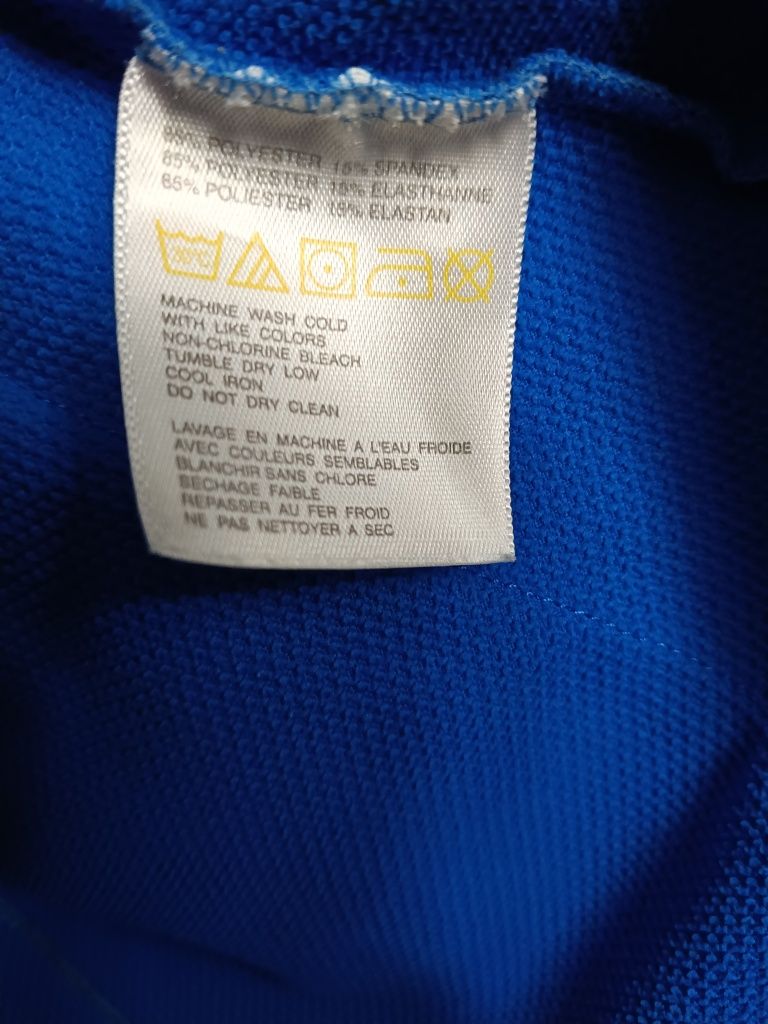 85% POLYESTER 15% SPANDEX
85% POLYESTER 15% ELASTHANNE
85% POLIESTER 15% ELASTAN
30°C
MACHINE WASH COLD
WITH LIKE COLORS
NON-CHLORINE BLEACH
TUMBLE DRY LOW
COOL IRON
DO NOT DRY CLEAN
LAVAGE EN MACHINE A L'EAU FROIDE
AVEC COULEURS SEMBLABLES
BLANCHIR SANS CHLORE
SECHAGE FAIBLE
REPASSER AU FER FROID
NE PAS NETTOYER A SEC